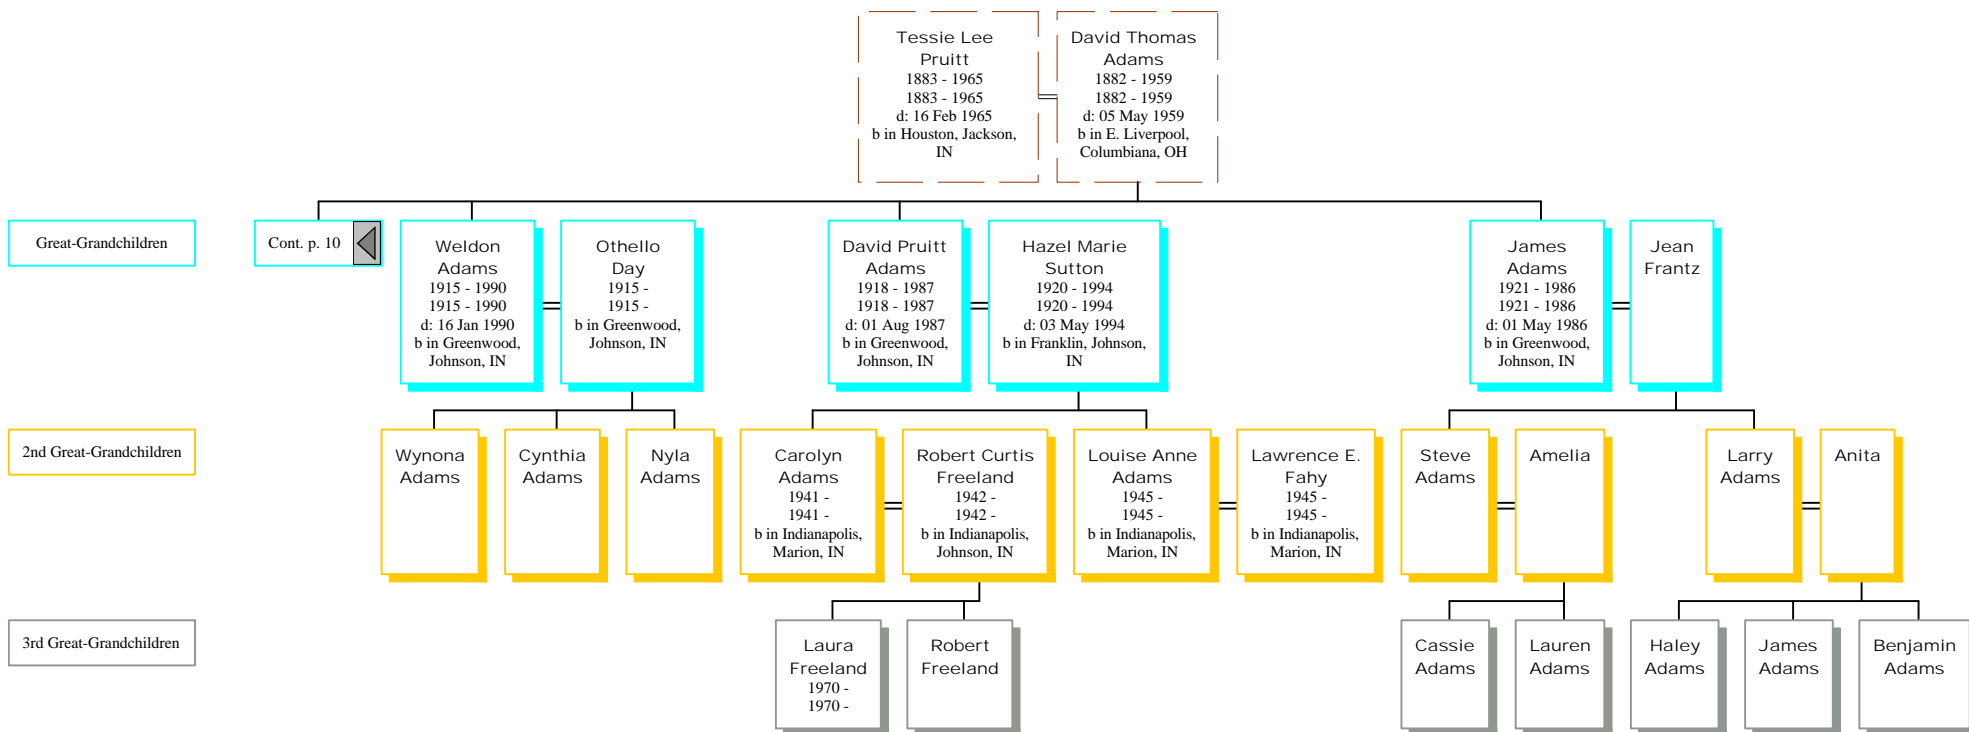 Tessie Lee
Pruitt
1883 - 1965
1883 - 1965
d: 16 Feb 1965
b in Houston, Jackson,
IN
David Thomas
Adams
1882 - 1959
1882 - 1959
d: 05 May 1959
b in E. Liverpool,
Columbiana, OH
Great-Grandchildren
Cont. p. 10
Weldon
Adams
1915 - 1990
1915 - 1990
d: 16 Jan 1990
b in Greenwood,
Johnson, IN
Othello
Day
1915 -
1915 -
b in Greenwood,
Johnson, IN
David Pruitt
Adams
1918 - 1987
1918 - 1987
d: 01 Aug 1987
b in Greenwood,
Johnson, IN
Hazel Marie
Sutton
1920 - 1994
1920 - 1994
d: 03 May 1994
b in Franklin, Johnson,
IN
James
Adams
1921 - 1986
1921 - 1986
d: 01 May 1986
b in Greenwood,
Johnson, IN
Jean
Frantz
2nd Great-Grandchildren
Wynona
Adams
Cynthia
Adams
Nyla
Adams
Carolyn
Adams
1941 -
1941 -
b in Indianapolis,
Marion, IN
Robert Curtis
Freeland
1942 -
1942 -
b in Indianapolis,
Johnson, IN
Louise Anne
Adams
1945 -
1945 -
b in Indianapolis,
Marion, IN
Lawrence E.
Fahy
1945 -
1945 -
b in Indianapolis,
Marion, IN
Steve
Adams
Amelia
Larry
Adams
Anita
3rd Great-Grandchildren
Laura
Freeland
1970 -
1970 -
Robert
Freeland
Cassie
Adams
Lauren
Adams
Haley
Adams
James
Adams
Benjamin
Adams